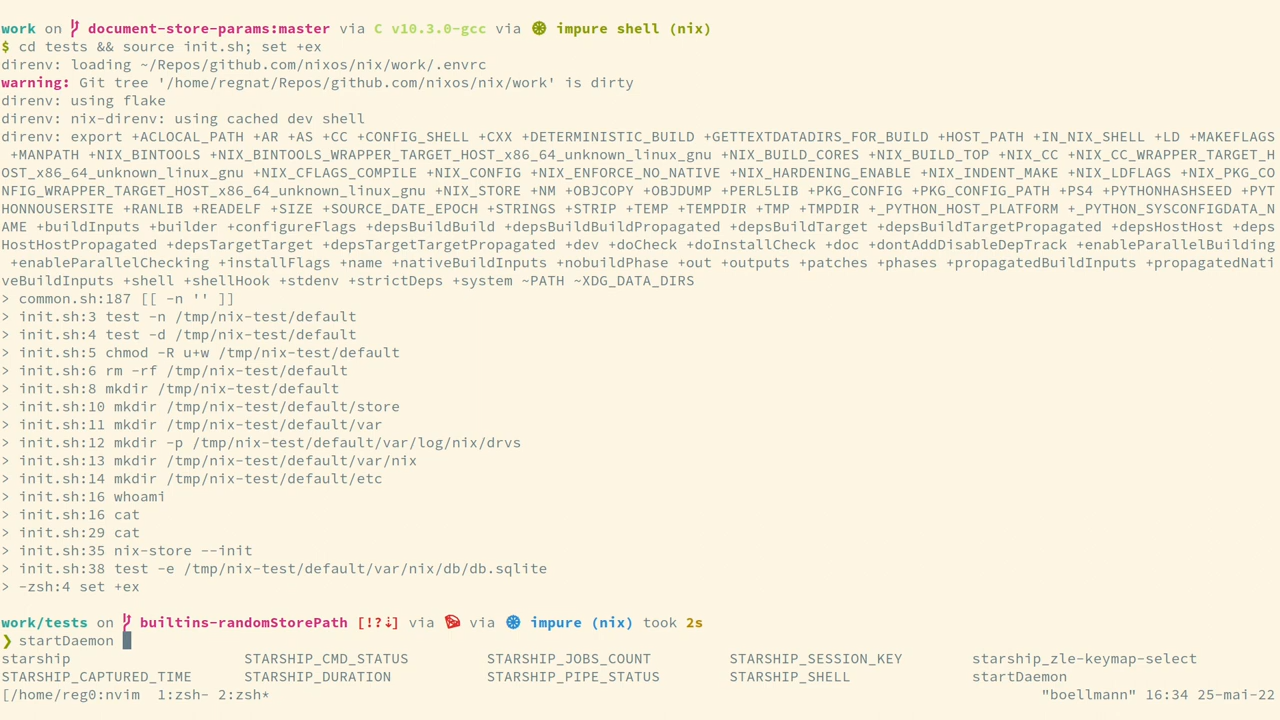 work on document-store-params:master via C v10.3.0-gcc via impure shell (nix)
$ cd tests && source init.sh; set +ex
direnv: loading ~/Repos/github.com/nixos/nix/work/.envrc
warning: Git tree '/home/regnat/Repos/github.com/nixos/nix/work' is dirty
direnv: using flake
direnv: nix-direnv: using cached dev shell
direnv: export +ACLOCAL_PATH +AR +AS +CC +CONFIG_SHELL +CXX +DETERMINISTIC_BUILD +GETTEXTDATADIRS_FOR_BUILD +HOST_PATH +IN_NIX_SHELL +LD +MAKEFLAGS
+MANPATH +NIX_BINTOOLS +NIX_BINTOOLS_WRAPPER_TARGET_HOST_x86_64_unknown_linux_gnu +NIX_BUILD_CORES +NIX_BUILD_TOP +NIX_CC +NIX_CC_WRAPPER_TARGET_H
OST_x86_64_unknown_linux_gnu +NIX_CFLAGS_COMPILE +NIX_CONFIG +NIX_ENFORCE_NO_NATIVE +NIX_HARDENING_ENABLE +NIX_INDENT_MAKE +NIX_LDFLAGS +NIX_PKG_CO
NFIG_WRAPPER_TARGET_HOST_x86_64_unknown_linux_gnu +NIX_STORE +NM +OBJCOPY +OBJDUMP +PERL5LIB +PKG_CONFIG +PKG_CONFIG_PATH +PS4 +PYTHONHASHSEED +PYT
HONNOUSERSITE +RANLIB +READELF +SIZE +SOURCE_DATE_EPOCH +STRINGS +STRIP +TEMP +TEMPDIR +TMP +TMPDIR +_PYTHON_HOST_PLATFORM +_PYTHON_SYSCONFIGDATA_N
AME +buildInputs +builder +configureFlags +depsBuildBuild +depsBuildBuildPropagated +depsBuildTarget +depsBuildTargetPropagated +depsHostHost +deps
HostHostPropagated +depsTargetTarget +depsTargetTargetPropagated +dev +doCheck +doInstallCheck +doc +dontAddDisableDepTrack +enableParallelBuilding
+enableParallelChecking +installFlags +name +nativeBuildInputs +nobuildPhase +out +outputs +patches +phases +propagatedBuildInputs +propagatedNati
veBuildInputs +shell +shellHook +stdenv +strictDeps +system ~PATH ~XDG_DATA_DIRS
> common.sh:187 [[ -n '' ]]
> init.sh:3 test -n /tmp/nix-test/default
> init.sh:4 test -d /tmp/nix-test/default
> init.sh:5 chmod -R u+w /tmp/nix-test/default
> init.sh:6 rm -rf /tmp/nix-test/default
> init.sh:8 mkdir /tmp/nix-test/default
> init.sh:10 mkdir /tmp/nix-test/default/store
> init.sh:11 mkdir /tmp/nix-test/default/var
> init.sh:12 mkdir -p /tmp/nix-test/default/var/log/nix/drvs
> init.sh:13 mkdir /tmp/nix-test/default/var/nix
> init.sh:14 mkdir /tmp/nix-test/default/etc
> init.sh:16 whoami
> init.sh:16 cat
> init.sh:29 cat
> init.sh:35 nix-store --init
> init.sh:38 test -e /tmp/nix-test/default/var/nix/db/db.sqlite
> -zsh:4 set +ex
work/tests on builtins-randomStorePath [!?⇣] via via impure (nix) took 2s
❯ startDaemon
starship STARSHIP_CMD_STATUS STARSHIP_JOBS_COUNT STARSHIP_SESSION_KEY starship_zle-keymap-select
STARSHIP_CAPTURED_TIME STARSHIP_DURATION STARSHIP_PIPE_STATUS STARSHIP_SHELL startDaemon
[/home/reg0:nvim 1:zsh- 2:zsh* "boellmann" 16:34 25-mai-22